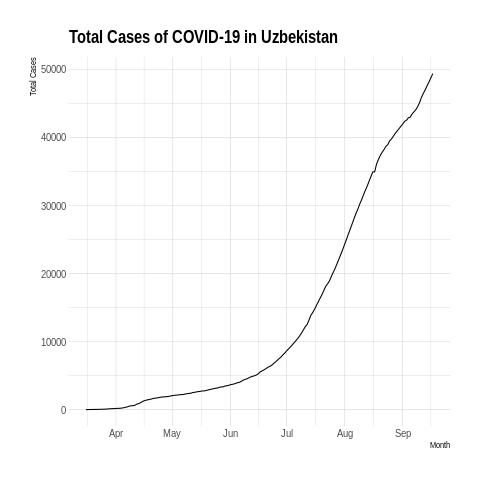 Total Cases of COVID-19 in Uzbekistan
Total Cases
50000
40000
30000
20000
10000
0
Apr May Jun Jul Aug Sep
Month